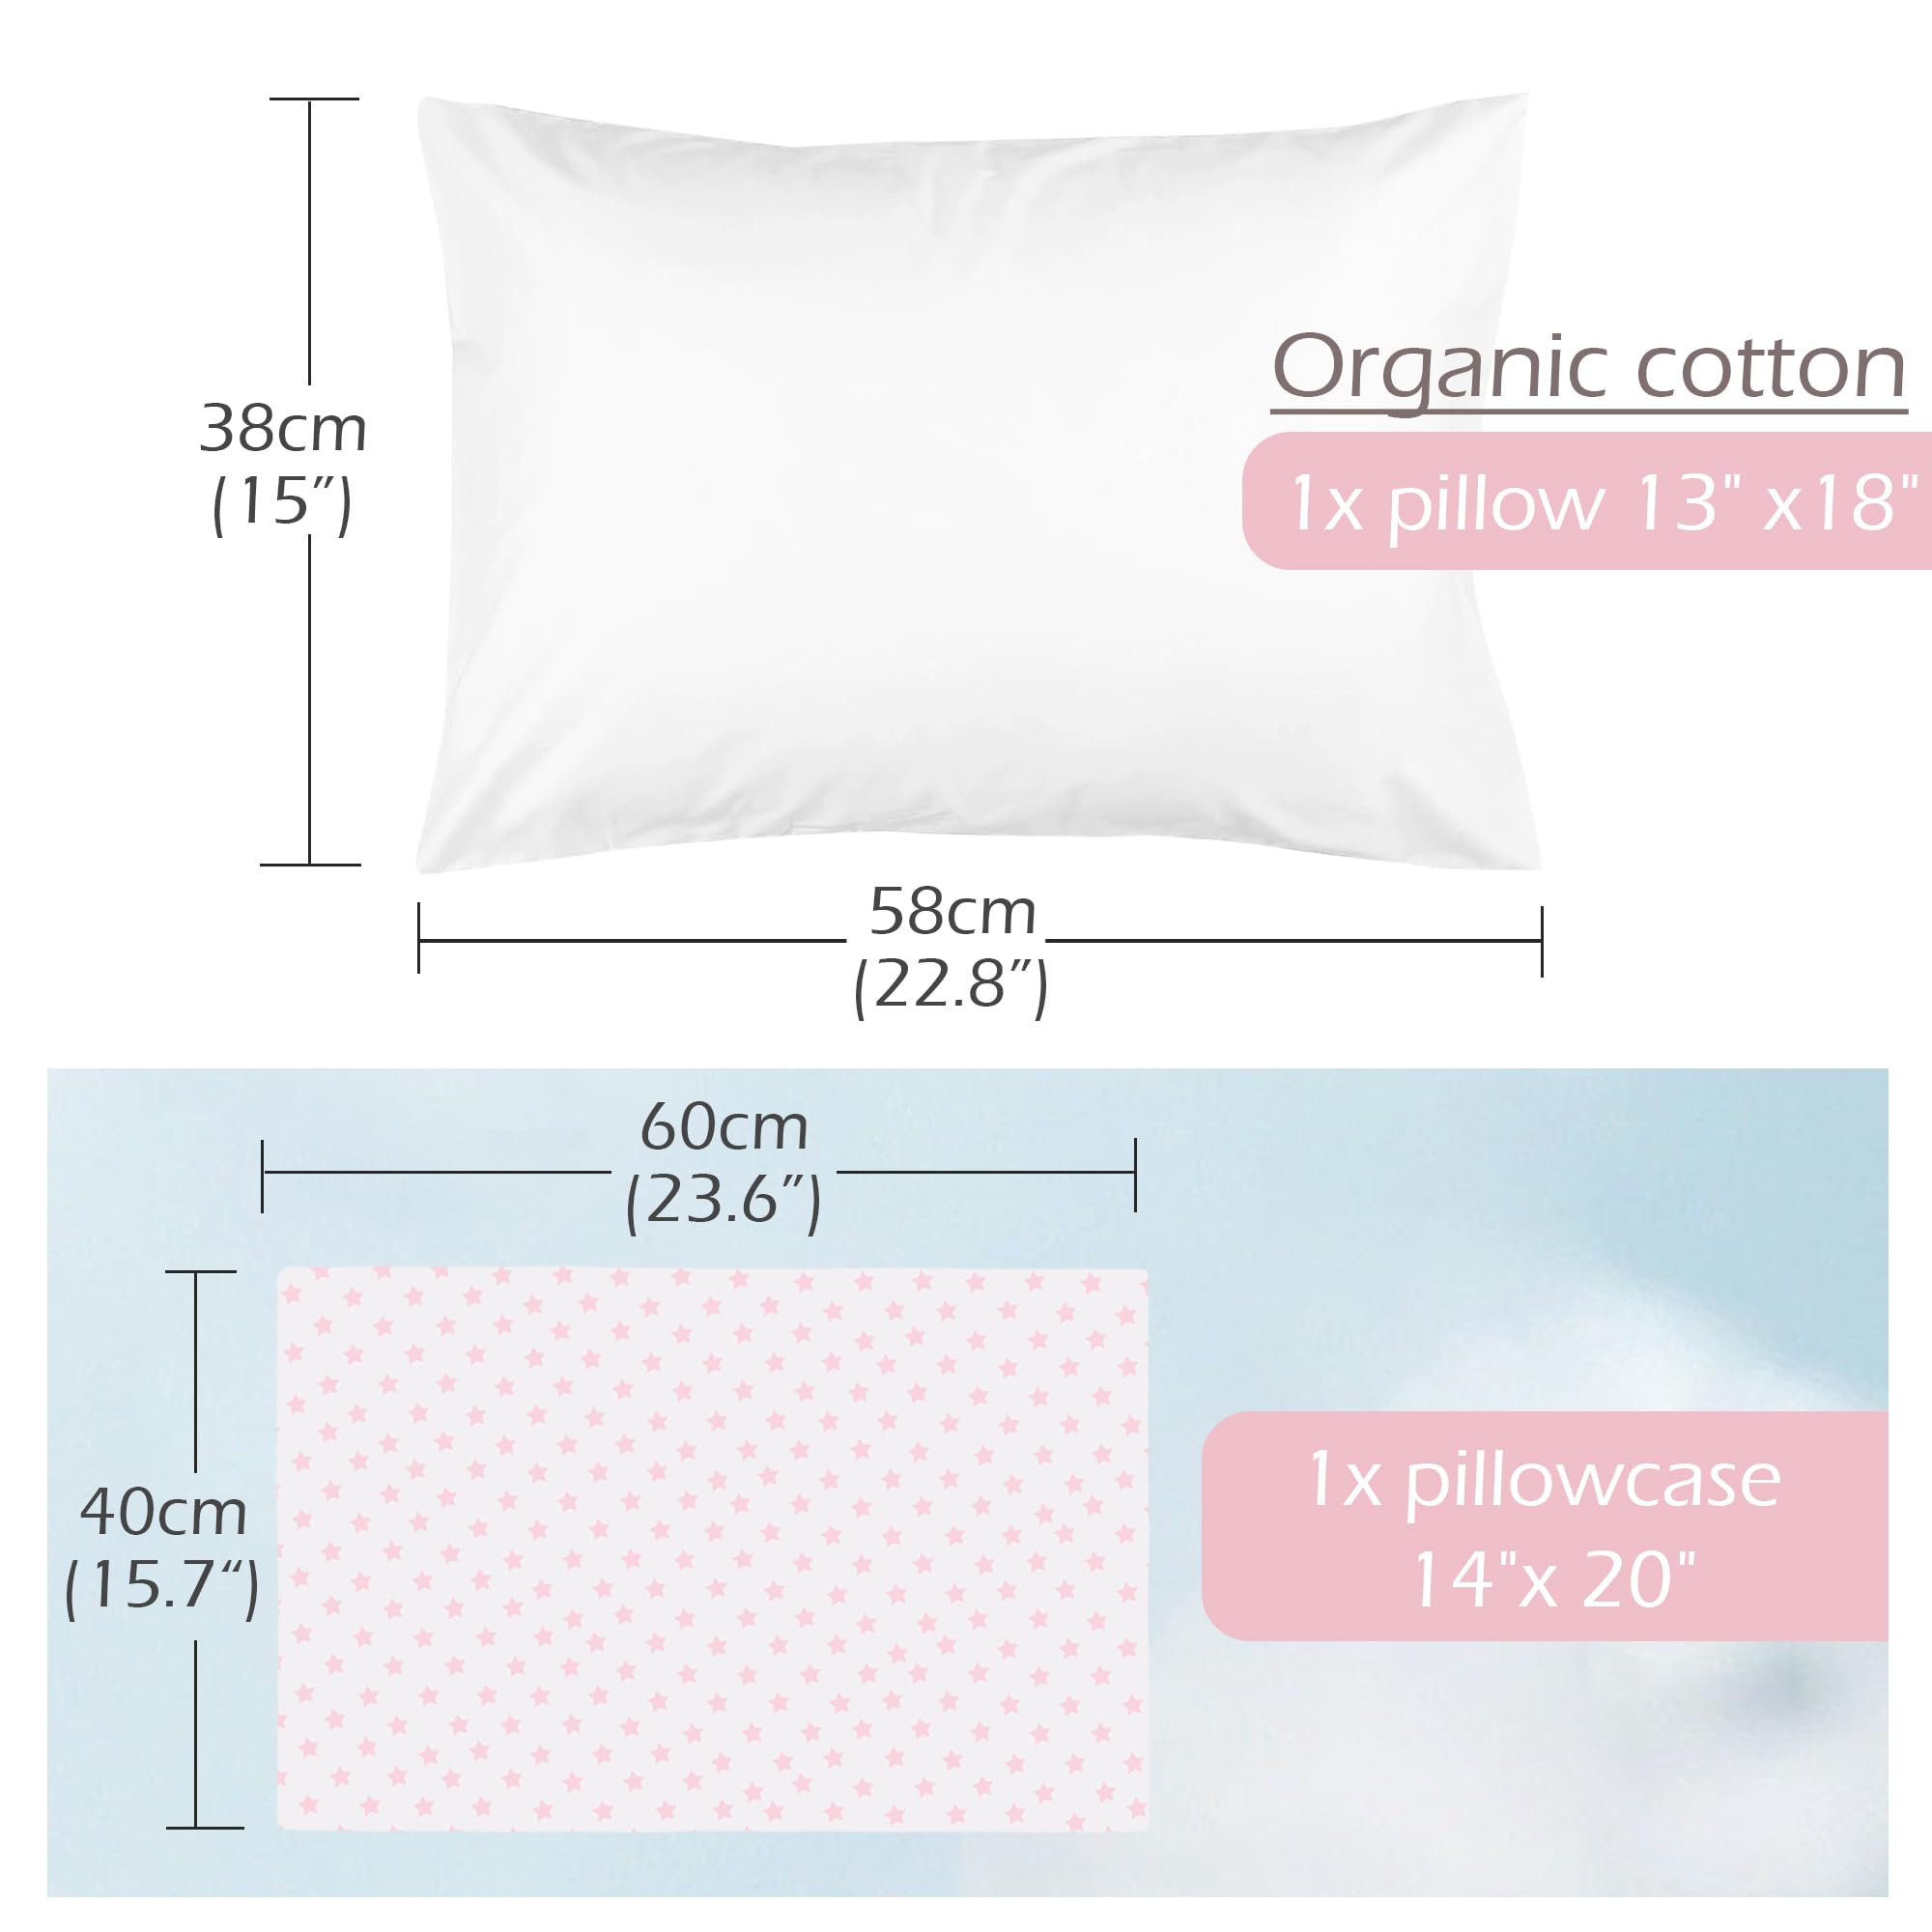 38cm
(15”)
Organic cotton
1x pillow 13" x18"
58cm
(22.8”)
60cm
(23.6”)
40cm
(15.7“)
1x pillowcase
14"x 20"